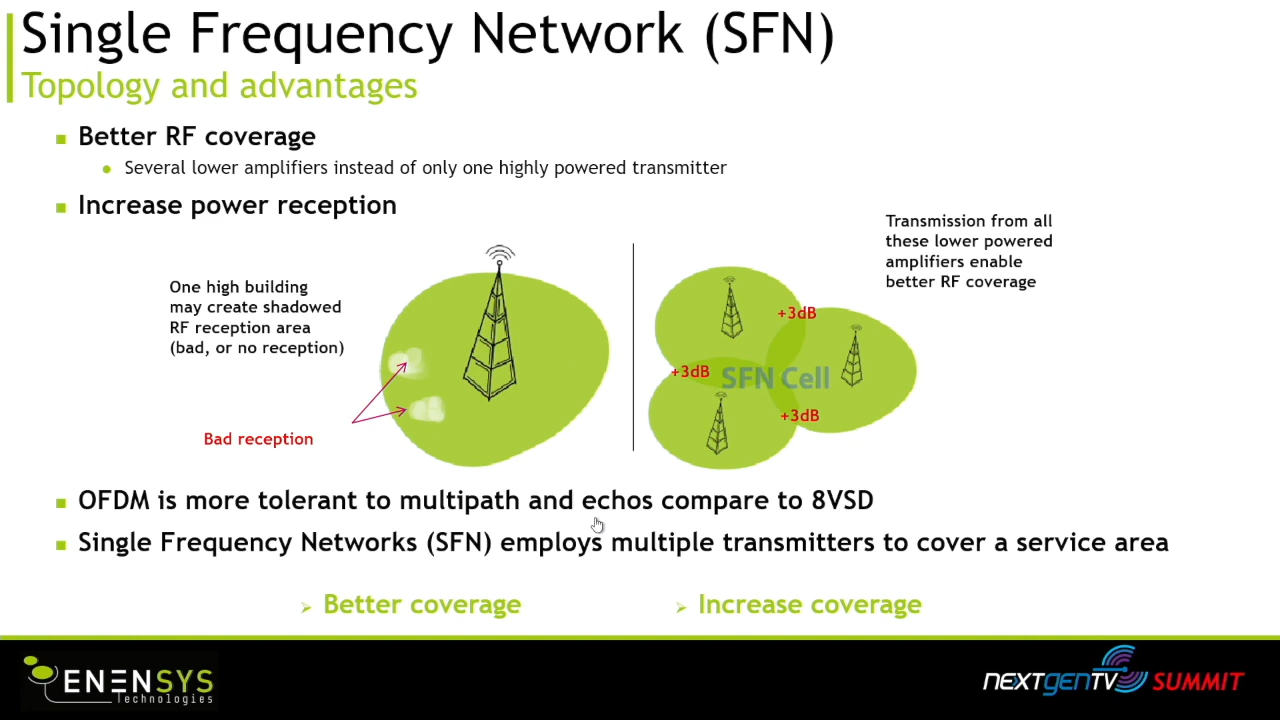 Single Frequency Network (SFN)
Topology and advantages
Better RF coverage
Several lower amplifiers instead of only one highly powered transmitter
Increase power reception
Transmission from all
these lower powered
amplifiers enable
better RF coverage
One high building
may create shadowed
RF reception area
(bad, or no reception)
Bad reception
+3dB
+3dB
SFN Cell
+3dB
OFDM is more tolerant to multipath and echos compare to 8VSD
Single Frequency Networks (SFN) employs multiple transmitters to cover a service area
Better coverage
Increase coverage
ENENSYS
Technologies
NEXTGENTV SUMMIT